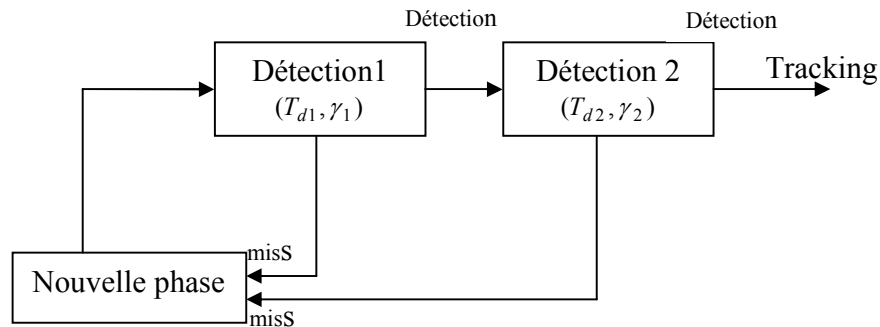 Détection
Détection
Détection1
(T_{d1}, γ_1)
Détection 2
(T_{d2}, γ_2)
Tracking
miss
Nouvelle phase
miss